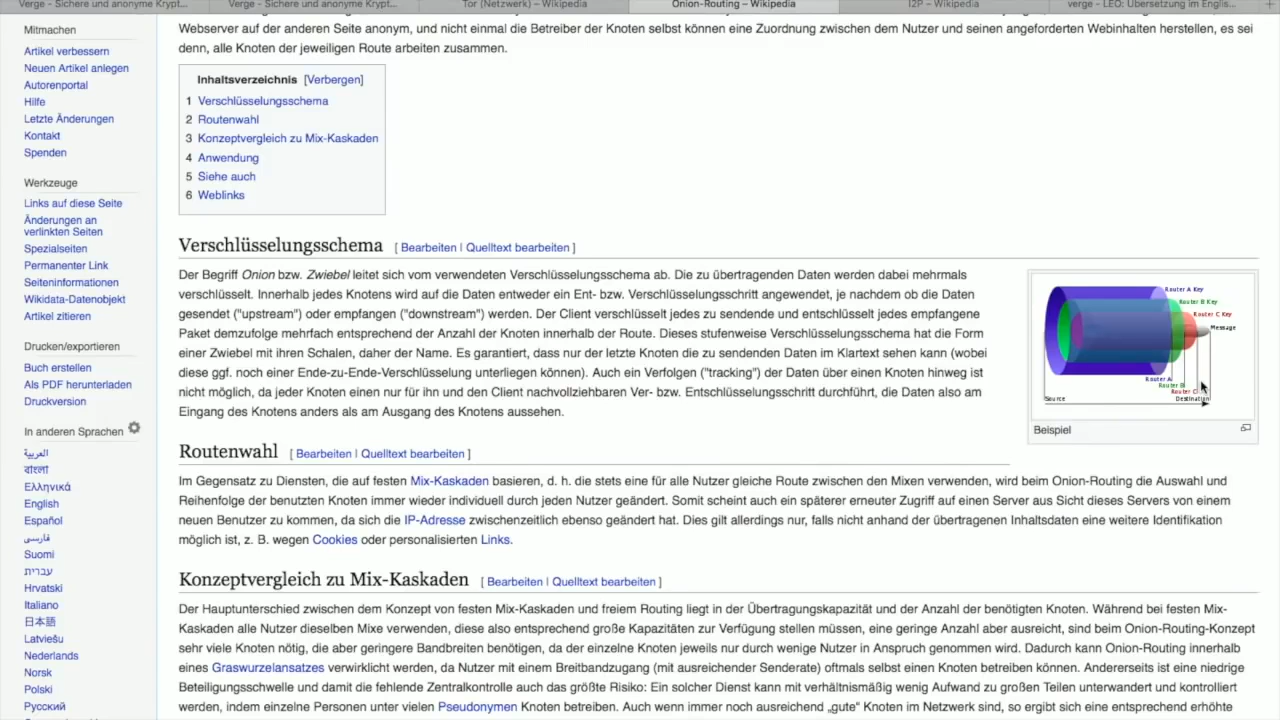 Verge - Sichere und anonyme Krypt...
Verge - Sichere und anonyme Krypt...
Tor (Netzwerk) – Wikipedia
Onion-Routing – Wikipedia
I2P – Wikipedia
verge - LEO: Übersetzung im Englis...
Mitmachen
Artikel verbessern
Neuen Artikel anlegen
Autorenportal
Hilfe
Letzte Änderungen
Kontakt
Spenden
Werkzeuge
Links auf diese Seite
Änderungen an
verlinkten Seiten
Spezialseiten
Permanenter Link
Seiteninformationen
Wikidata-Datenobjekt
Artikel zitieren
Drucken/exportieren
Buch erstellen
Als PDF herunterladen
Druckversion
In anderen Sprachen
العربية
বাংলা
Ελληνικά
English
Español
فارسی
Suomi
עברית
Hrvatski
Italiano
日本語
Latviešu
Nederlands
Norsk
Polski
Русский
Webserver auf der anderen Seite anonym, und nicht einmal die Betreiber der Knoten selbst können eine Zuordnung zwischen dem Nutzer und seinen angeforderten Webinhalten herstellen, es sei
denn, alle Knoten der jeweiligen Route arbeiten zusammen.
Inhaltsverzeichnis [Verbergen]
1 Verschlüsselungsschema
2 Routenwahl
3 Konzeptvergleich zu Mix-Kaskaden
4 Anwendung
5 Siehe auch
6 Weblinks
Verschlüsselungsschema [ Bearbeiten | Quelltext bearbeiten ]
Der Begriff Onion bzw. Zwiebel leitet sich vom verwendeten Verschlüsselungsschema ab. Die zu übertragenden Daten werden dabei mehrmals
verschlüsselt. Innerhalb jedes Knotens wird auf die Daten entweder ein Ent- bzw. Verschlüsselungsschritt angewendet, je nachdem ob die Daten
gesendet ("upstream") oder empfangen ("downstream") werden. Der Client verschlüsselt jedes zu sendende und entschlüsselt jedes empfangene
Paket demzufolge mehrfach entsprechend der Anzahl der Knoten innerhalb der Route. Dieses stufenweise Verschlüsselungsschema hat die Form
einer Zwiebel mit ihren Schalen, daher der Name. Es garantiert, dass nur der letzte Knoten die zu sendenden Daten im Klartext sehen kann (wobei
diese ggf. noch einer Ende-zu-Ende-Verschlüsselung unterliegen können). Auch ein Verfolgen ("tracking") der Daten über einen Knoten hinweg ist
nicht möglich, da jeder Knoten einen nur für ihn und den Client nachvollziehbaren Ver- bzw. Entschlüsselungsschritt durchführt, die Daten also am
Eingang des Knotens anders als am Ausgang des Knotens aussehen.
Router A Key
Router B Key
Router C Key
Message
Router A
Router B
Router C
Source
Destination
Beispiel
Routenwahl [ Bearbeiten | Quelltext bearbeiten ]
Im Gegensatz zu Diensten, die auf festen Mix-Kaskaden basieren, d. h. die stets eine für alle Nutzer gleiche Route zwischen den Mixen verwenden, wird beim Onion-Routing die Auswahl und
Reihenfolge der benutzten Knoten immer wieder individuell durch jeden Nutzer geändert. Somit scheint auch ein späterer erneuter Zugriff auf einen Server aus Sicht dieses Servers von einem
neuen Benutzer zu kommen, da sich die IP-Adresse zwischenzeitlich ebenso geändert hat. Dies gilt allerdings nur, falls nicht anhand der übertragenen Inhaltsdaten eine weitere Identifikation
möglich ist, z. B. wegen Cookies oder personalisierten Links.
Konzeptvergleich zu Mix-Kaskaden [ Bearbeiten | Quelltext bearbeiten ]
Der Hauptunterschied zwischen dem Konzept von festen Mix-Kaskaden und freiem Routing liegt in der Übertragungskapazität und der Anzahl der benötigten Knoten. Während bei festen Mix-
Kaskaden alle Nutzer dieselben Mixe verwenden, diese also entsprechend große Kapazitäten zur Verfügung stellen müssen, eine geringe Anzahl aber ausreicht, sind beim Onion-Routing-Konzept
sehr viele Knoten nötig, die aber geringere Bandbreiten benötigen, da der einzelne Knoten jeweils nur durch wenige Nutzer in Anspruch genommen wird. Dadurch kann Onion-Routing innerhalb
eines Graswurzelansatzes verwirklicht werden, da Nutzer mit einem Breitbandzugang (mit ausreichender Senderate) oftmals selbst einen Knoten betreiben können. Andererseits ist eine niedrige
Beteiligungsschwelle und damit die fehlende Zentralkontrolle auch das größte Risiko: Ein solcher Dienst kann mit verhältnismäßig wenig Aufwand zu großen Teilen unterwandert und kontrolliert
werden, indem einzelne Personen unter vielen Pseudonymen Knoten betreiben. Auch wenn immer noch ausreichend „gute“ Knoten im Netzwerk sind, so ergibt sich eine entsprechend erhöhte